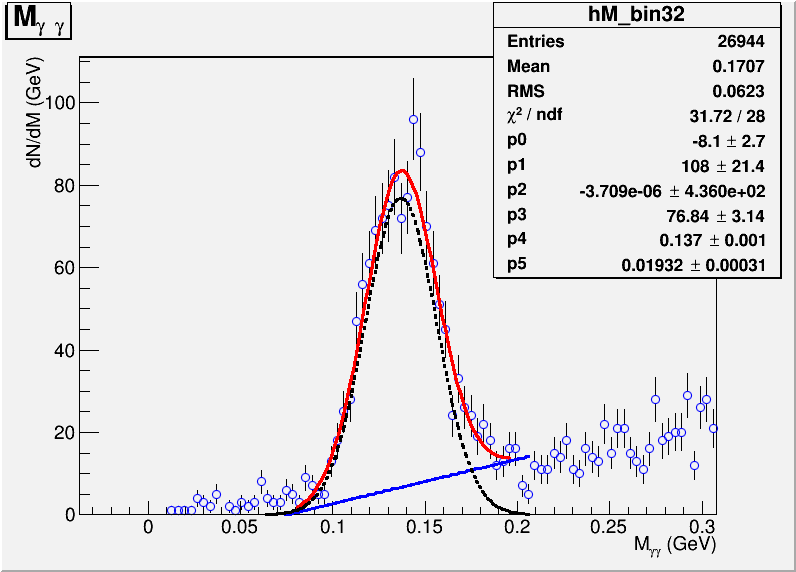 M_γ γ
hM_bin32
Entries 26944
Mean 0.1707
RMS 0.0623
χ² / ndf 31.72 / 28
p0 -8.1 ± 2.7
p1 108 ± 21.4
p2 -3.709e-06 ± 4.360e+02
p3 76.84 ± 3.14
p4 0.137 ± 0.001
p5 0.01932 ± 0.00031
dN/dM (GeV)
100
80
60
40
20
0
0 0.05 0.1 0.15 0.2 0.25 0.3
M_γγ (GeV)